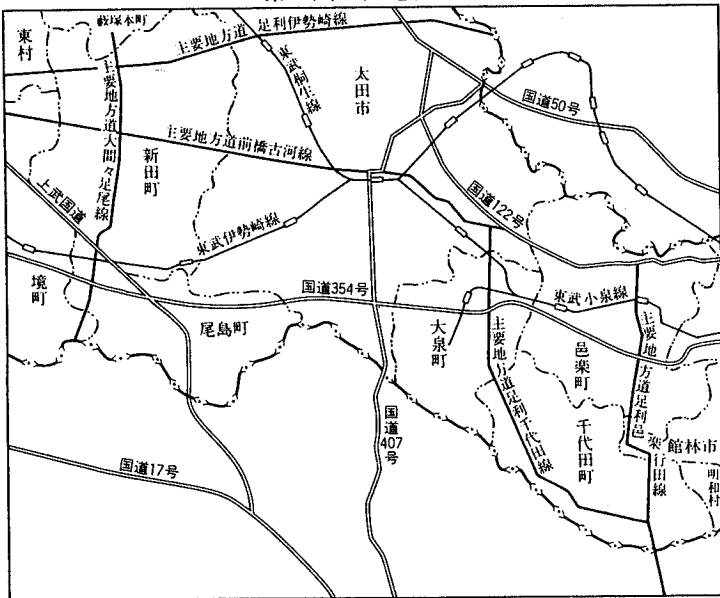 藪塚本町
東村
主要地方道 足利伊勢崎線
東武桐生線
太田市
国道50号
主要地方道大間々足尾線
新田町
主要地方道前橋古河線
上武国道
国道122号
東武伊勢崎線
境町
国道354号
尾島町
東武小泉線
大泉町
主要地方道足利千代田線
邑楽町
主要地方道足利邑楽行田線
千代田町
館林市
明和村
国道407号
国道17号